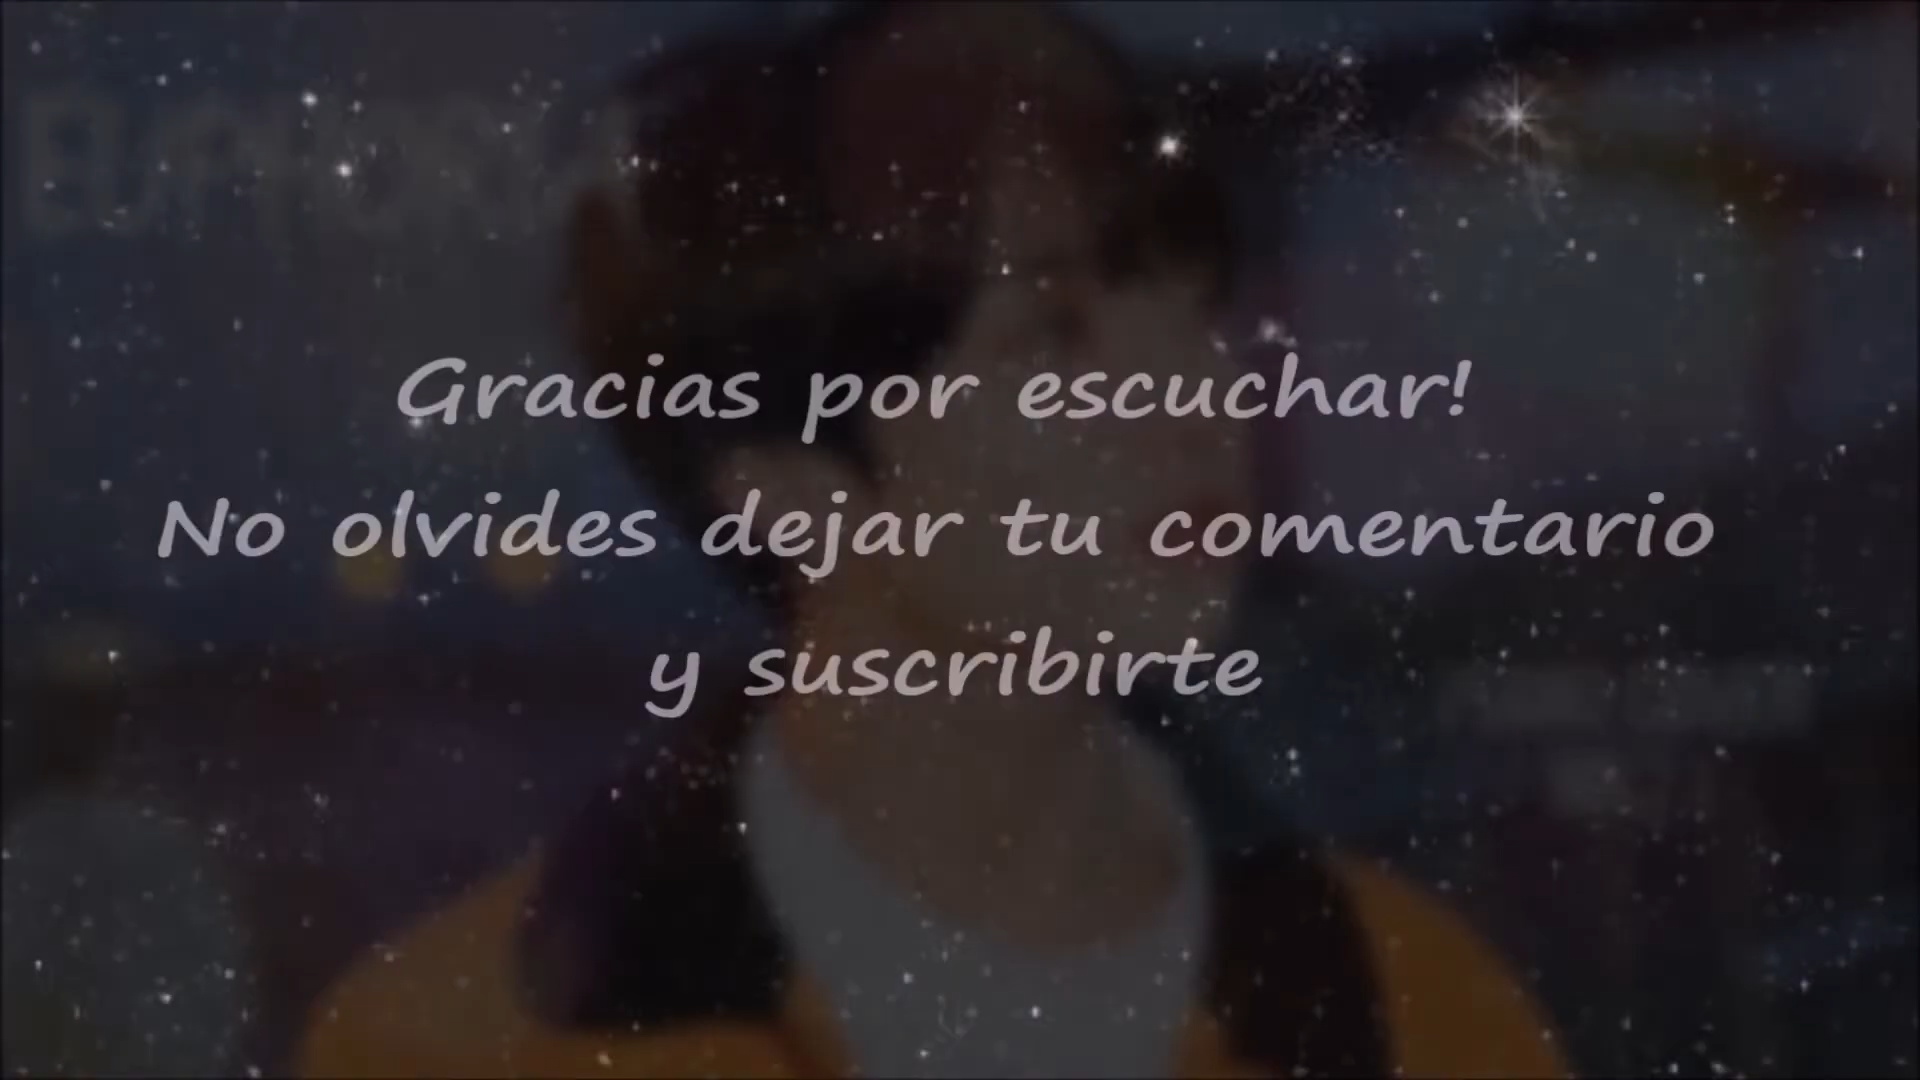 Gracias por escuchar!
No olvides dejar tu comentario
y suscribirte